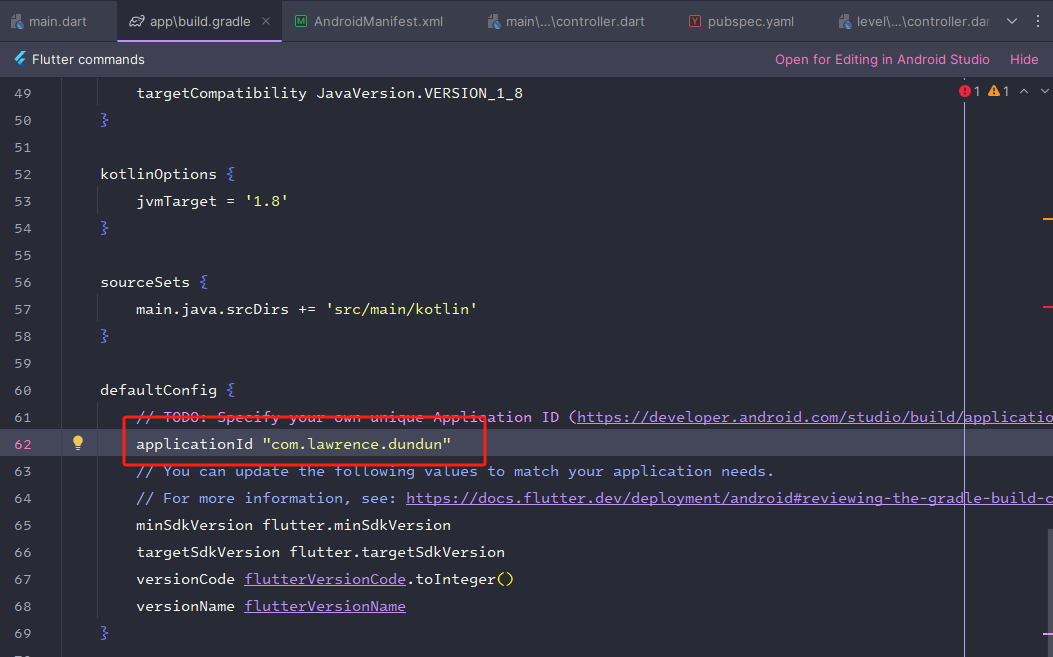 main.dart app\build.gradle AndroidManifest.xml main\...\controller.dart pubspec.yaml level\...\controller.dar
Flutter commands Open for Editing in Android Studio Hide
49 targetCompatibility JavaVersion.VERSION_1_8 1 1
50 }
51
52 kotlinOptions {
53 jvmTarget = '1.8'
54 }
55
56 sourceSets {
57 main.java.srcDirs += 'src/main/kotlin'
58 }
59
60 defaultConfig {
61 // TODO: Specify your own unique Application ID (https://developer.android.com/studio/build/applicatio
62 applicationId "com.lawrence.dundun"
63 // You can update the following values to match your application needs.
64 // For more information, see: https://docs.flutter.dev/deployment/android#reviewing-the-gradle-build-c
65 minSdkVersion flutter.minSdkVersion
66 targetSdkVersion flutter.targetSdkVersion
67 versionCode flutterVersionCode.toInteger()
68 versionName flutterVersionName
69 }